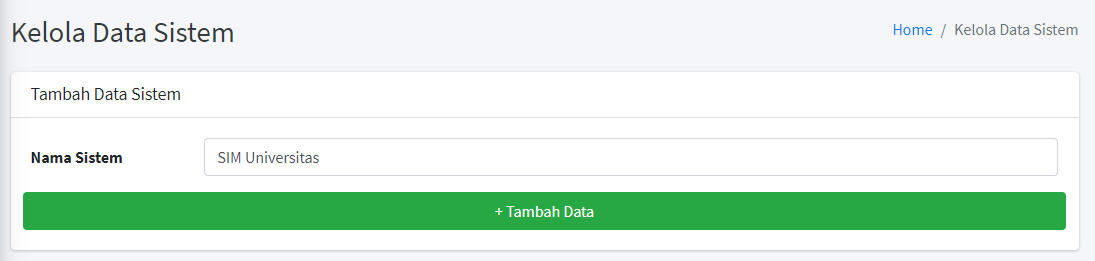 Kelola Data Sistem
Home / Kelola Data Sistem
Tambah Data Sistem
Nama Sistem SIM Universitas
+ Tambah Data